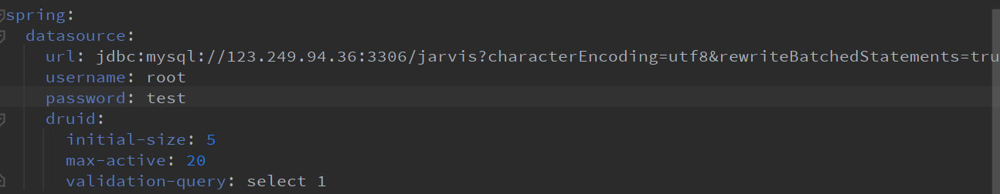 spring:
  datasource:
    url: jdbc:mysql://123.249.94.36:3306/jarvis?characterEncoding=utf8&rewriteBatchedStatements=tru
    username: root
    password: test
    druid:
      initial-size: 5
      max-active: 20
      validation-query: select 1